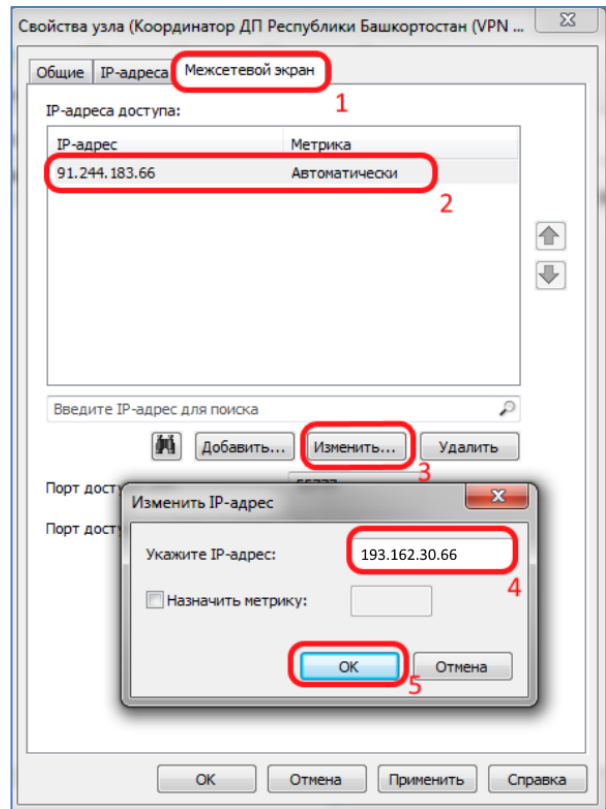 Свойства узла (Координатор ДП Республики Башкортостан (VPN ...
Общие IP-адреса Межсетевой экран
1
IP-адреса доступа:
IP-адрес Метрика
91.244.183.66 Автоматически
2
Введите IP-адрес для поиска
Добавить... Изменить... Удалить
3
Порт дост
Изменить IP-адрес
Порт дост
Укажите IP-адрес: 193.162.30.66
4
Назначить метрику:
OK Отмена
5
OK Отмена Применить Справка